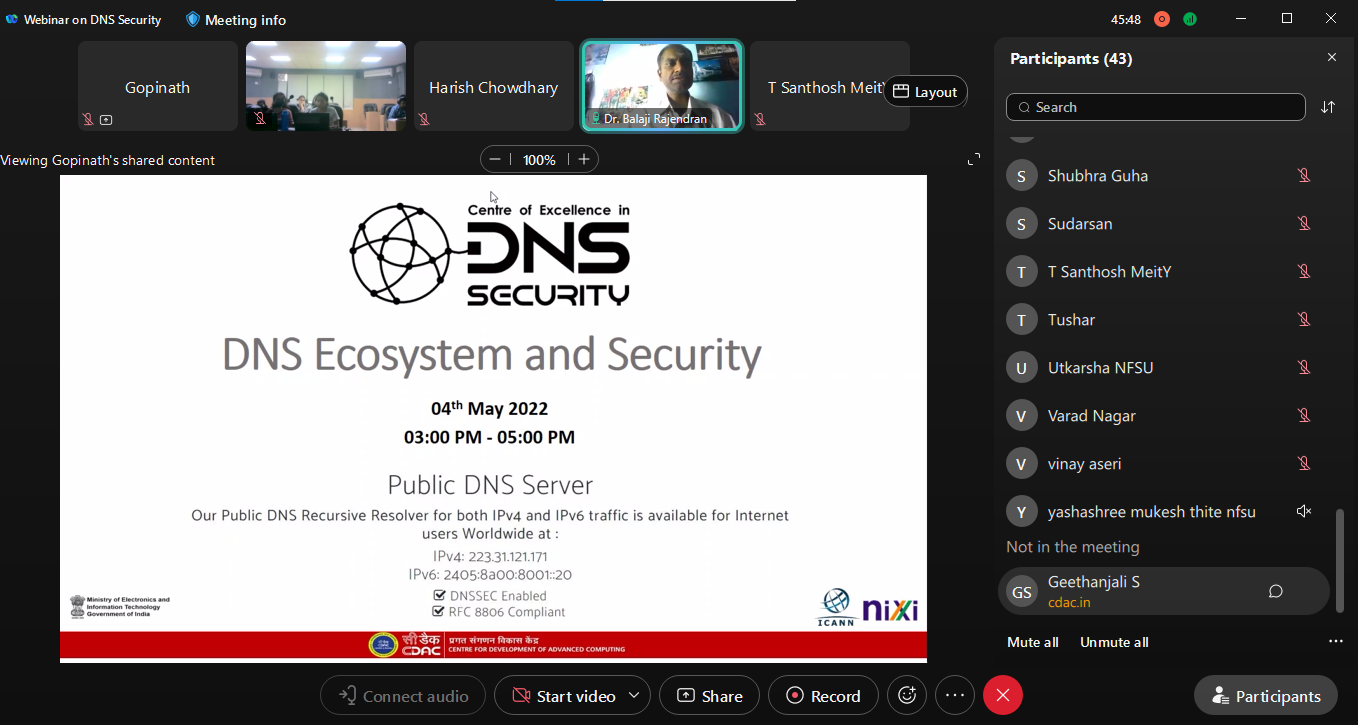 Webinar on DNS Security
Meeting info
45:48
Gopinath
Harish Chowdhary
Dr. Balaji Rajendran
T Santhosh MeitY
Layout
Viewing Gopinath's shared content
100%
Centre of Excellence in
DNS
SECURITY
DNS Ecosystem and Security
04th May 2022
03:00 PM - 05:00 PM
Public DNS Server
Our Public DNS Recursive Resolver for both IPv4 and IPv6 traffic is available for Internet
users Worldwide at :
IPv4: 223.31.121.171
IPv6: 2405:8a00:8001::20
DNSSEC Enabled
RFC 8806 Compliant
Ministry of Electronics and
Information Technology
Government of India
ICANN
nixi
सी डैक
CDAC
प्रगत संगणन विकास केंद्र
CENTRE FOR DEVELOPMENT OF ADVANCED COMPUTING
Participants (43)
Search
S
Shubhra Guha
S
Sudarsan
T
T Santhosh MeitY
T
Tushar
U
Utkarsha NFSU
V
Varad Nagar
V
vinay aseri
Y
yashashree mukesh thite nfsu
Not in the meeting
GS
Geethanjali S
cdac.in
Mute all
Unmute all
Connect audio
Start video
Share
Record
Participants